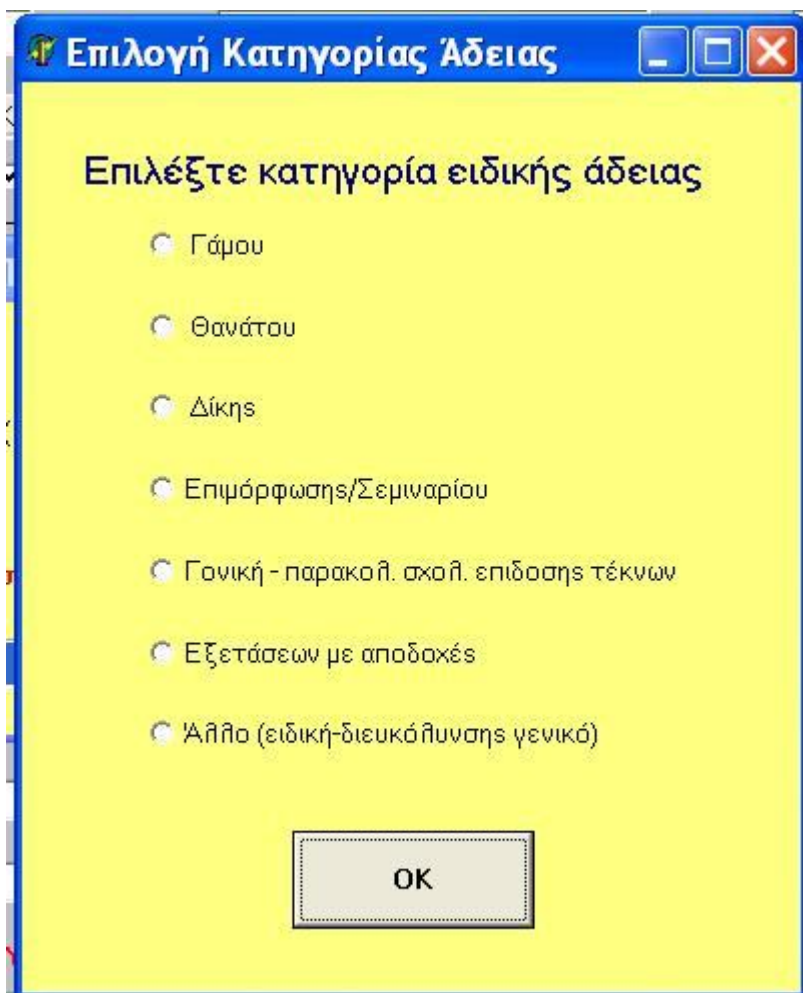 Επιλογή Κατηγορίας Άδειας
Επιλέξτε κατηγορία ειδικής άδειας
Γάμου
Θανάτου
Δίκης
Επιμόρφωσης/Σεμιναρίου
Γονική - παρακολ. σχολ. επιδοσης τέκνων
Εξετάσεων με αποδοχές
Άλλο (ειδική-διευκόλυνσης γενικό)
OK